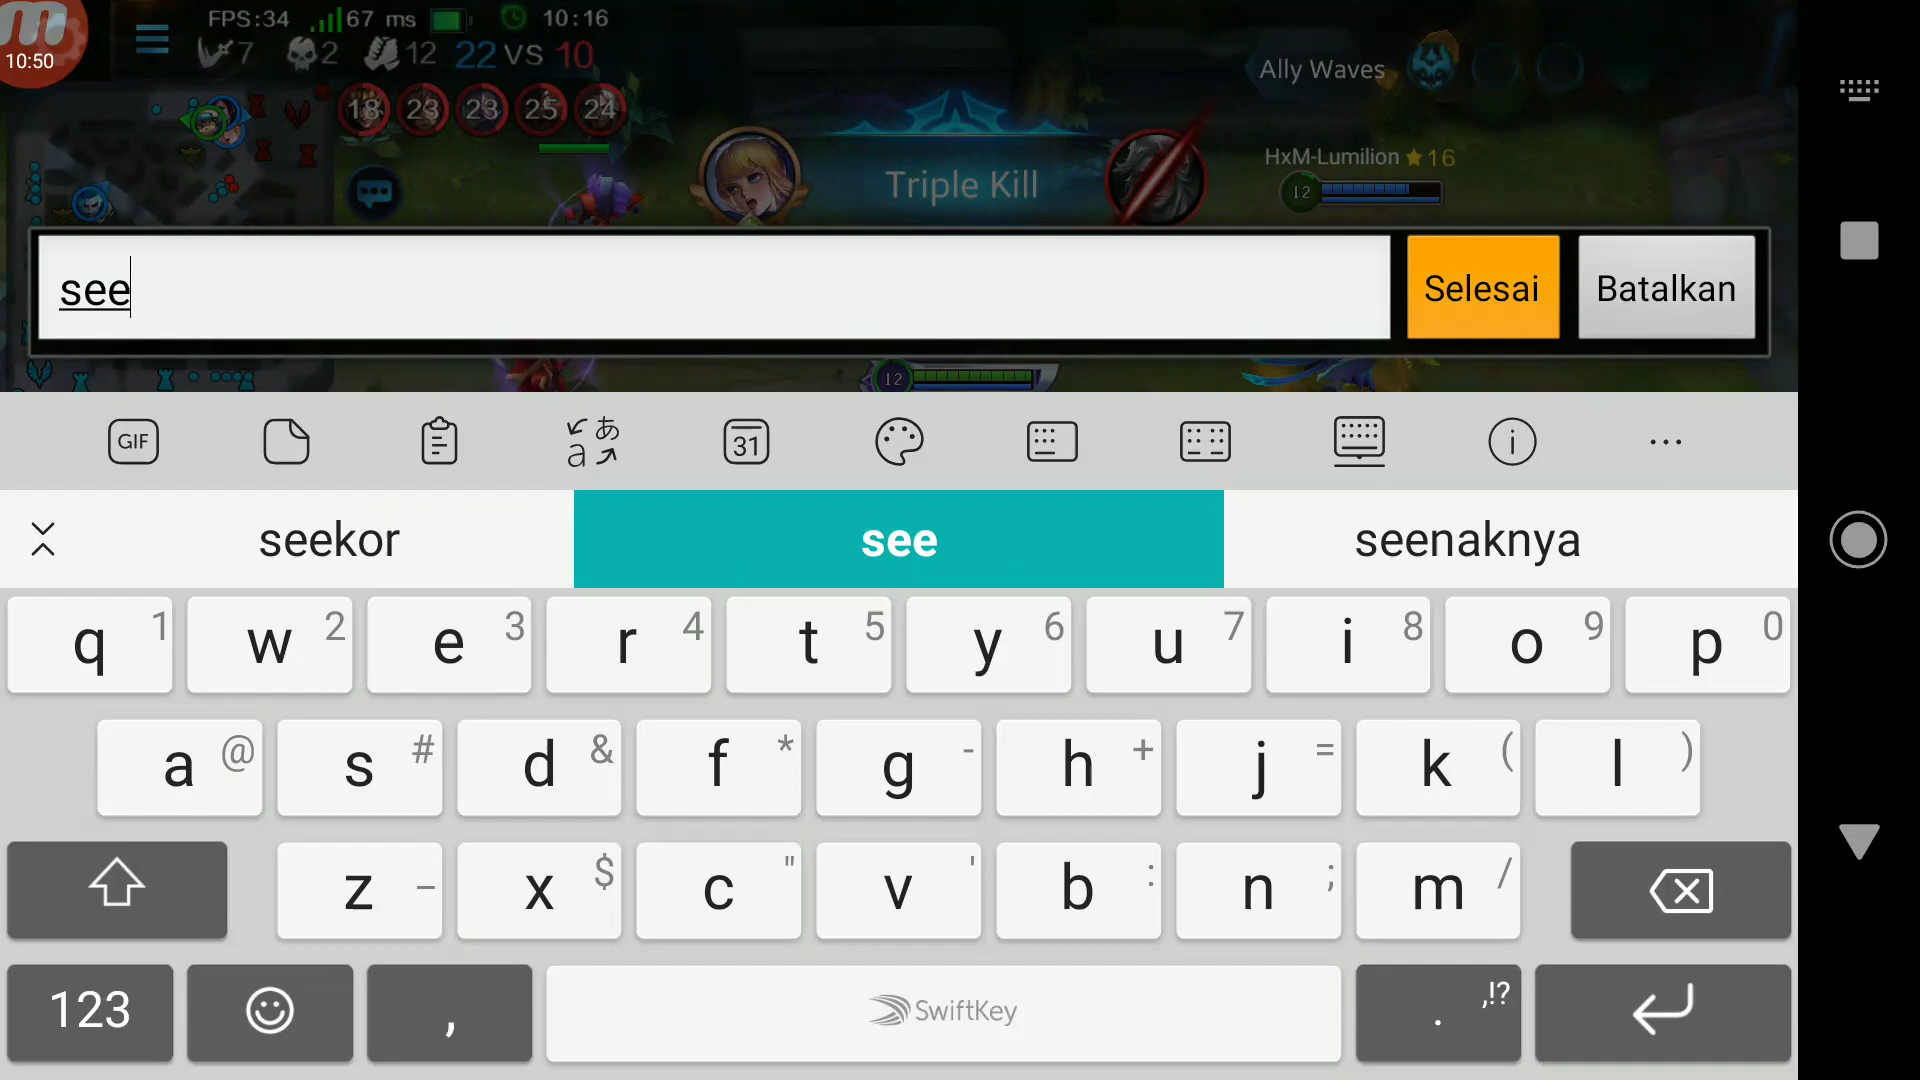 FPS:34 67 ms 10:16
10:50
7 2 12 22 VS 10
Ally Waves
18 23 23 25 24
Triple Kill
HxM-Lumilion 16
12
see
Selesai
Batalkan
12
GIF
あ
a
31
seekor
see
seenaknya
q 1 w 2 e 3 r 4 t 5 y 6 u 7 i 8 o 9 p 0
a @ s # d & f * g - h + j = k ( l )
z _ x $ c " v ' b : n ; m /
123 , SwiftKey . ,!?